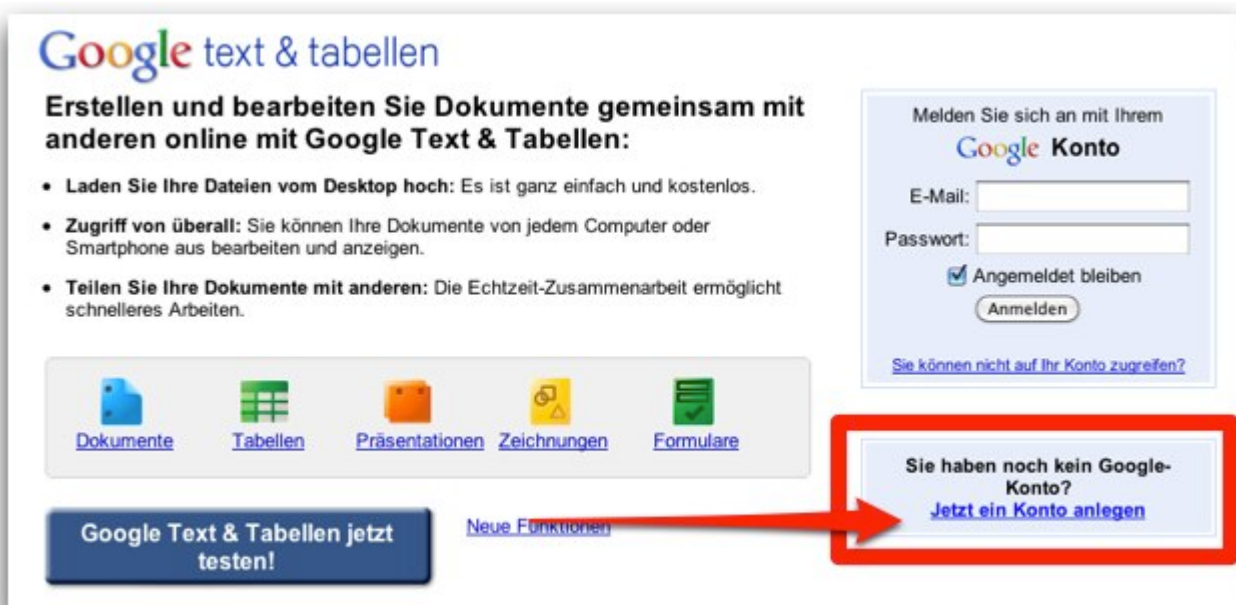 Google text & tabellen
Erstellen und bearbeiten Sie Dokumente gemeinsam mit
anderen online mit Google Text & Tabellen:
• Laden Sie Ihre Dateien vom Desktop hoch: Es ist ganz einfach und kostenlos.
• Zugriff von überall: Sie können Ihre Dokumente von jedem Computer oder
Smartphone aus bearbeiten und anzeigen.
• Teilen Sie Ihre Dokumente mit anderen: Die Echtzeit-Zusammenarbeit ermöglicht
schnelleres Arbeiten.
Dokumente Tabellen Präsentationen Zeichnungen Formulare
Google Text & Tabellen jetzt
testen!
Neue Funktionen
Melden Sie sich an mit Ihrem
Google Konto
E-Mail:
Passwort:
Angemeldet bleiben
Anmelden
Sie können nicht auf Ihr Konto zugreifen?
Sie haben noch kein Google-
Konto?
Jetzt ein Konto anlegen